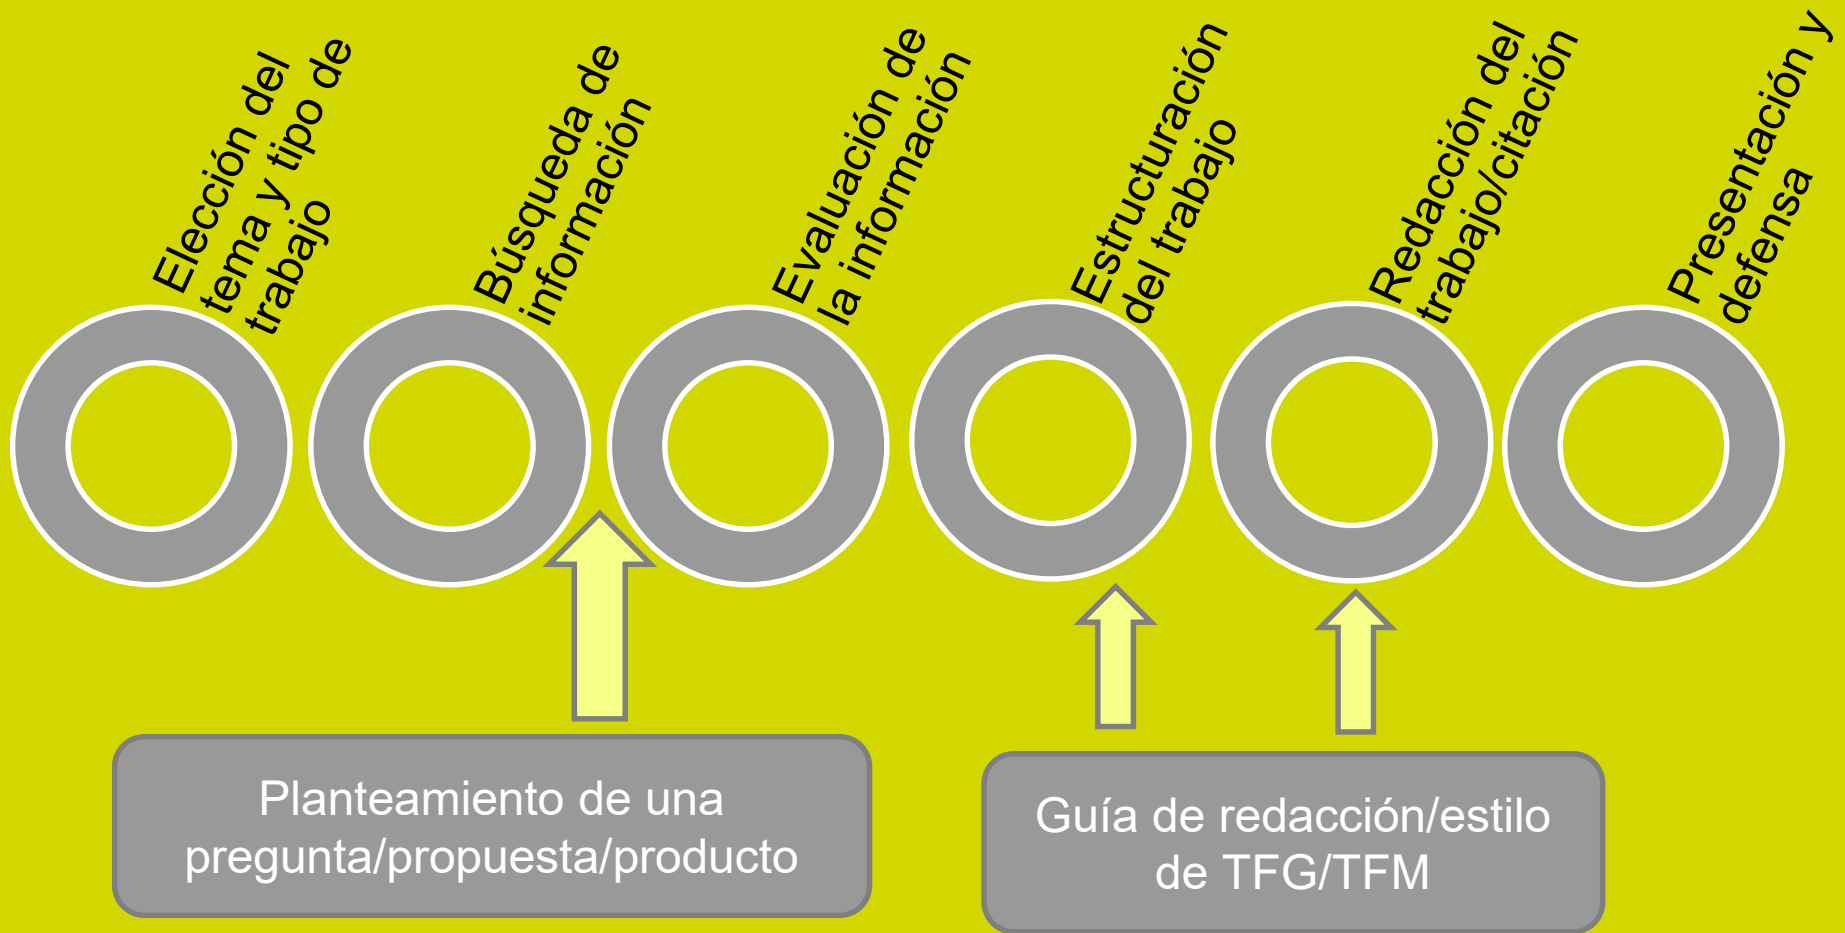 Elección del
tema y tipo de
trabajo
Búsqueda de
información
Evaluación de
la información
Estructuración
del trabajo
Redacción del
trabajo/citación
Presentación y
defensa
Planteamiento de una
pregunta/propuesta/producto
Guía de redacción/estilo
de TFG/TFM